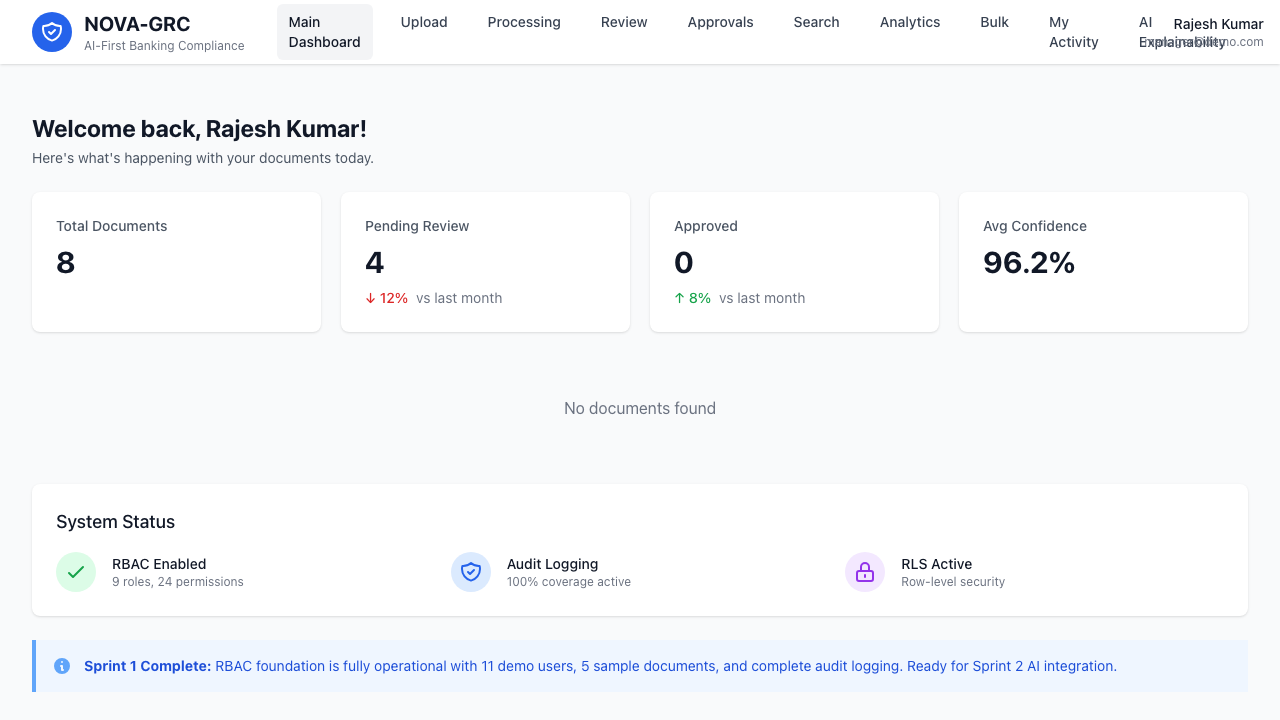 NOVA-GRC
AI-First Banking Compliance
Main
Dashboard
Upload
Processing
Review
Approvals
Search
Analytics
Bulk
My
Activity
AI
Explainability
Rajesh Kumar
Welcome back, Rajesh Kumar!
Here's what's happening with your documents today.
Total Documents
8
Pending Review
4
↓ 12% vs last month
Approved
0
↑ 8% vs last month
Avg Confidence
96.2%
No documents found
System Status
RBAC Enabled
9 roles, 24 permissions
Audit Logging
100% coverage active
RLS Active
Row-level security
Sprint 1 Complete: RBAC foundation is fully operational with 11 demo users, 5 sample documents, and complete audit logging. Ready for Sprint 2 AI integration.